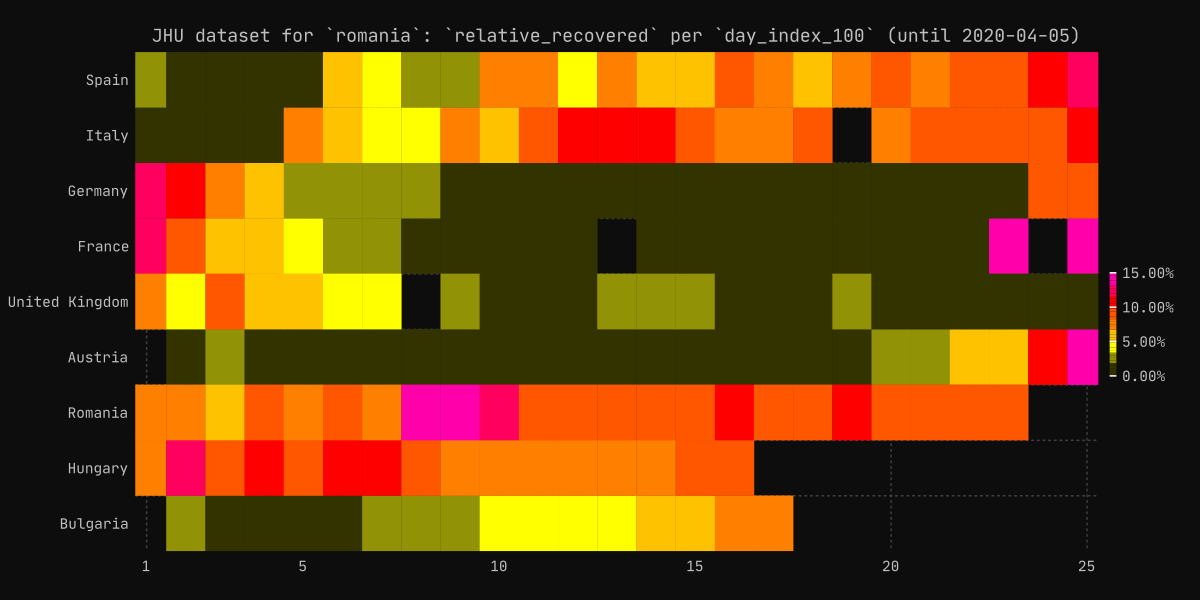 JHU dataset for `romania`: `relative_recovered` per `day_index_100` (until 2020-04-05)
Spain
Italy
Germany
France
United Kingdom
Austria
Romania
Hungary
Bulgaria
15.00%
10.00%
5.00%
0.00%
1 5 10 15 20 25